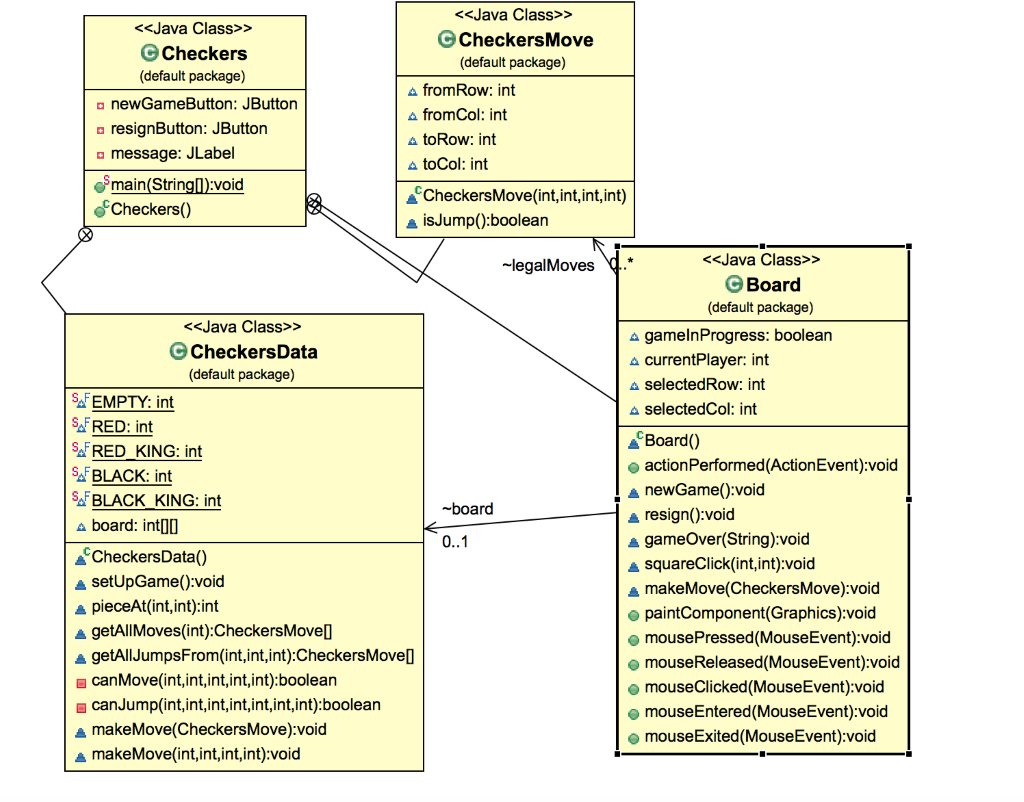 <<Java Class>>
Checkers
(default package)
newGameButton: JButton
resignButton: JButton
message: JLabel
main(String[]):void
Checkers()
<<Java Class>>
CheckersMove
(default package)
fromRow: int
fromCol: int
toRow: int
toCol: int
CheckersMove(int,int,int,int)
isJump():boolean
~legalMoves
0..*
<<Java Class>>
Board
(default package)
gameInProgress: boolean
currentPlayer: int
selectedRow: int
selectedCol: int
Board()
actionPerformed(ActionEvent):void
newGame():void
resign():void
gameOver(String):void
squareClick(int,int):void
makeMove(CheckersMove):void
paintComponent(Graphics):void
mousePressed(MouseEvent):void
mouseReleased(MouseEvent):void
mouseClicked(MouseEvent):void
mouseEntered(MouseEvent):void
mouseExited(MouseEvent):void
~board
0..1
<<Java Class>>
CheckersData
(default package)
EMPTY: int
RED: int
RED_KING: int
BLACK: int
BLACK_KING: int
board: int[][]
CheckersData()
setUpGame():void
pieceAt(int,int):int
getAllMoves(int):CheckersMove[]
getAllJumpsFrom(int,int,int):CheckersMove[]
canMove(int,int,int,int,int):boolean
canJump(int,int,int,int,int,int,int):boolean
makeMove(CheckersMove):void
makeMove(int,int,int,int):void